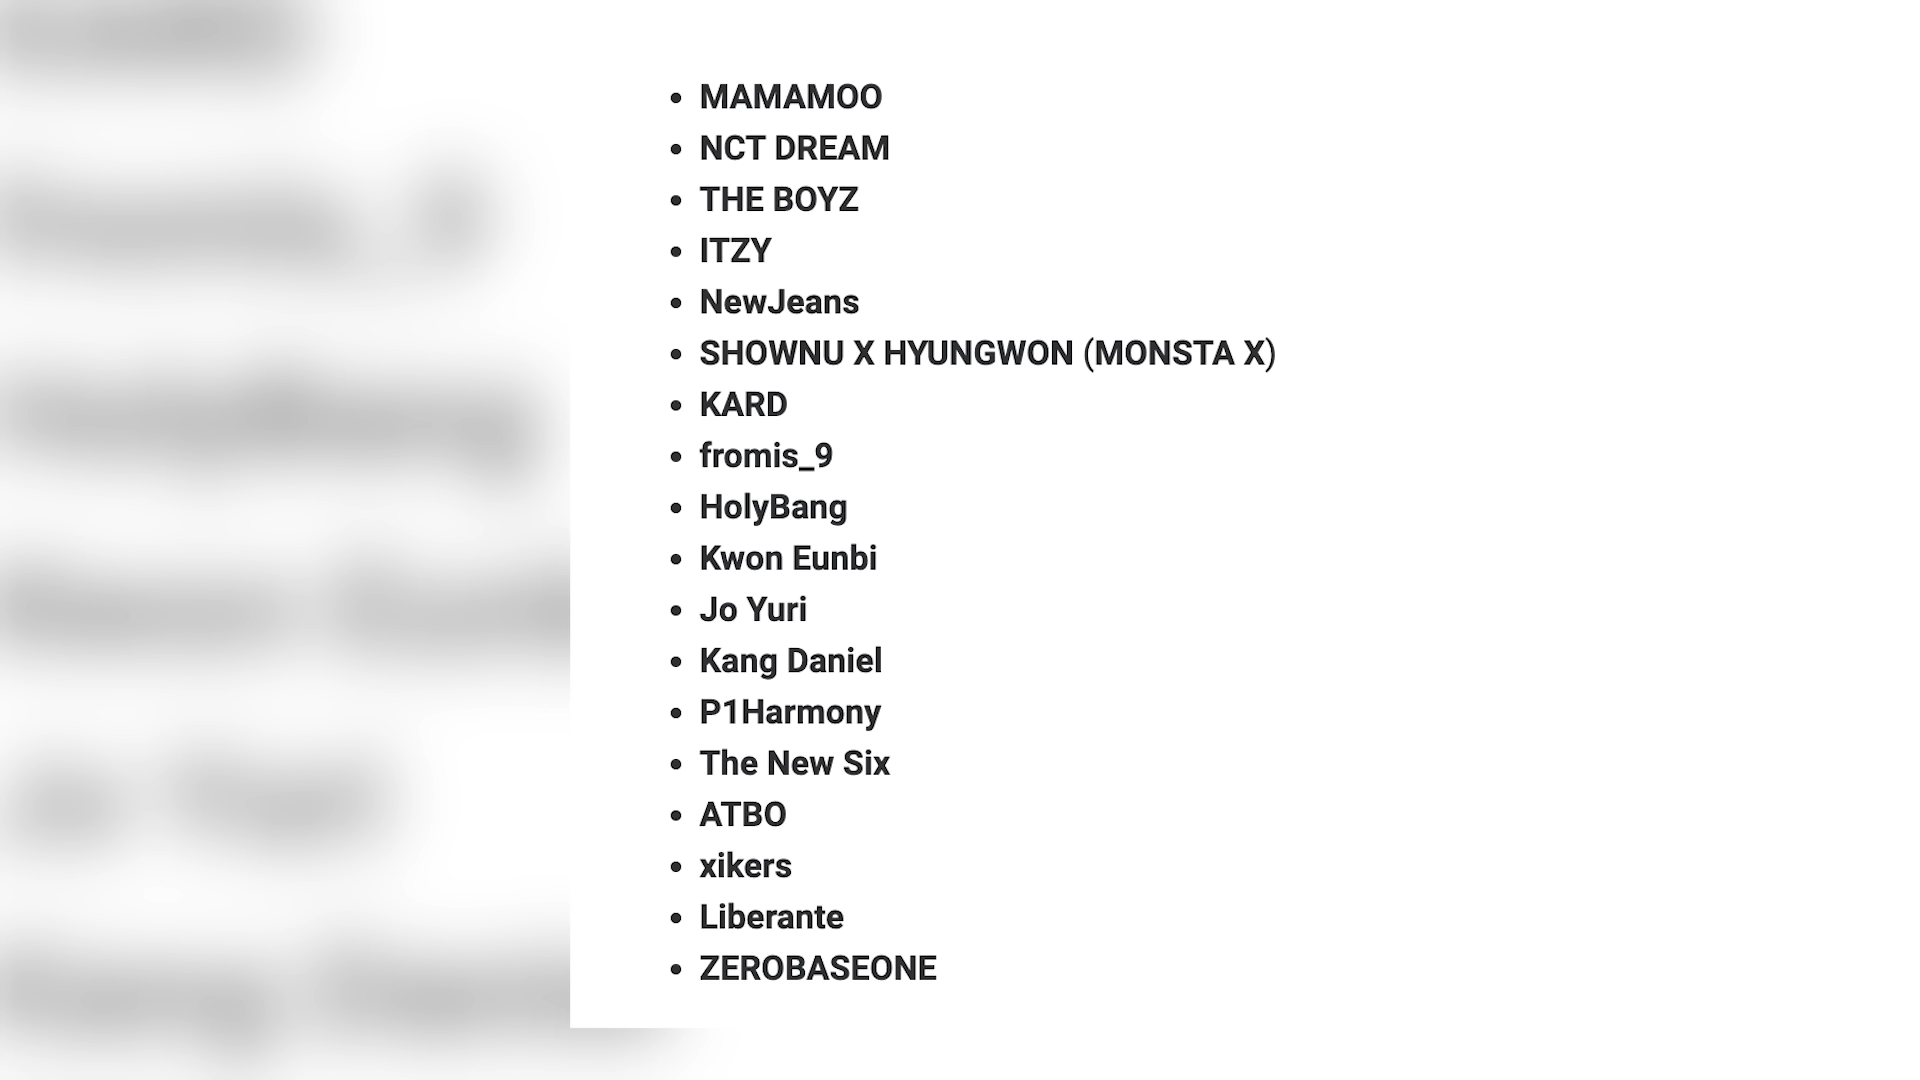 • MAMAMOO
• NCT DREAM
• THE BOYZ
• ITZY
• NewJeans
• SHOWNU X HYUNGWON (MONSTA X)
• KARD
• fromis_9
• HolyBang
• Kwon Eunbi
• Jo Yuri
• Kang Daniel
• P1Harmony
• The New Six
• ATBO
• xikers
• Liberante
• ZEROBASEONE